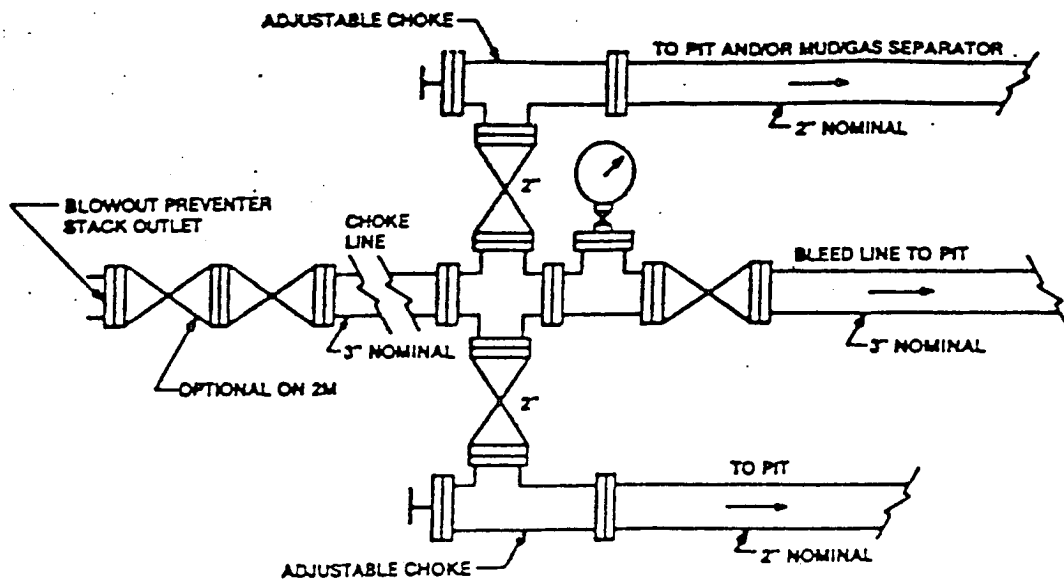 ADJUSTABLE CHOKE
TO PIT AND/OR MUD/GAS SEPARATOR
2" NOMINAL
2"
BLOWOUT PREVENTER
STACK OUTLET
CHOKE
LINE
BLEED LINE TO PIT
3" NOMINAL
3" NOMINAL
OPTIONAL ON 2M
2"
TO PIT
2" NOMINAL
ADJUSTABLE CHOKE